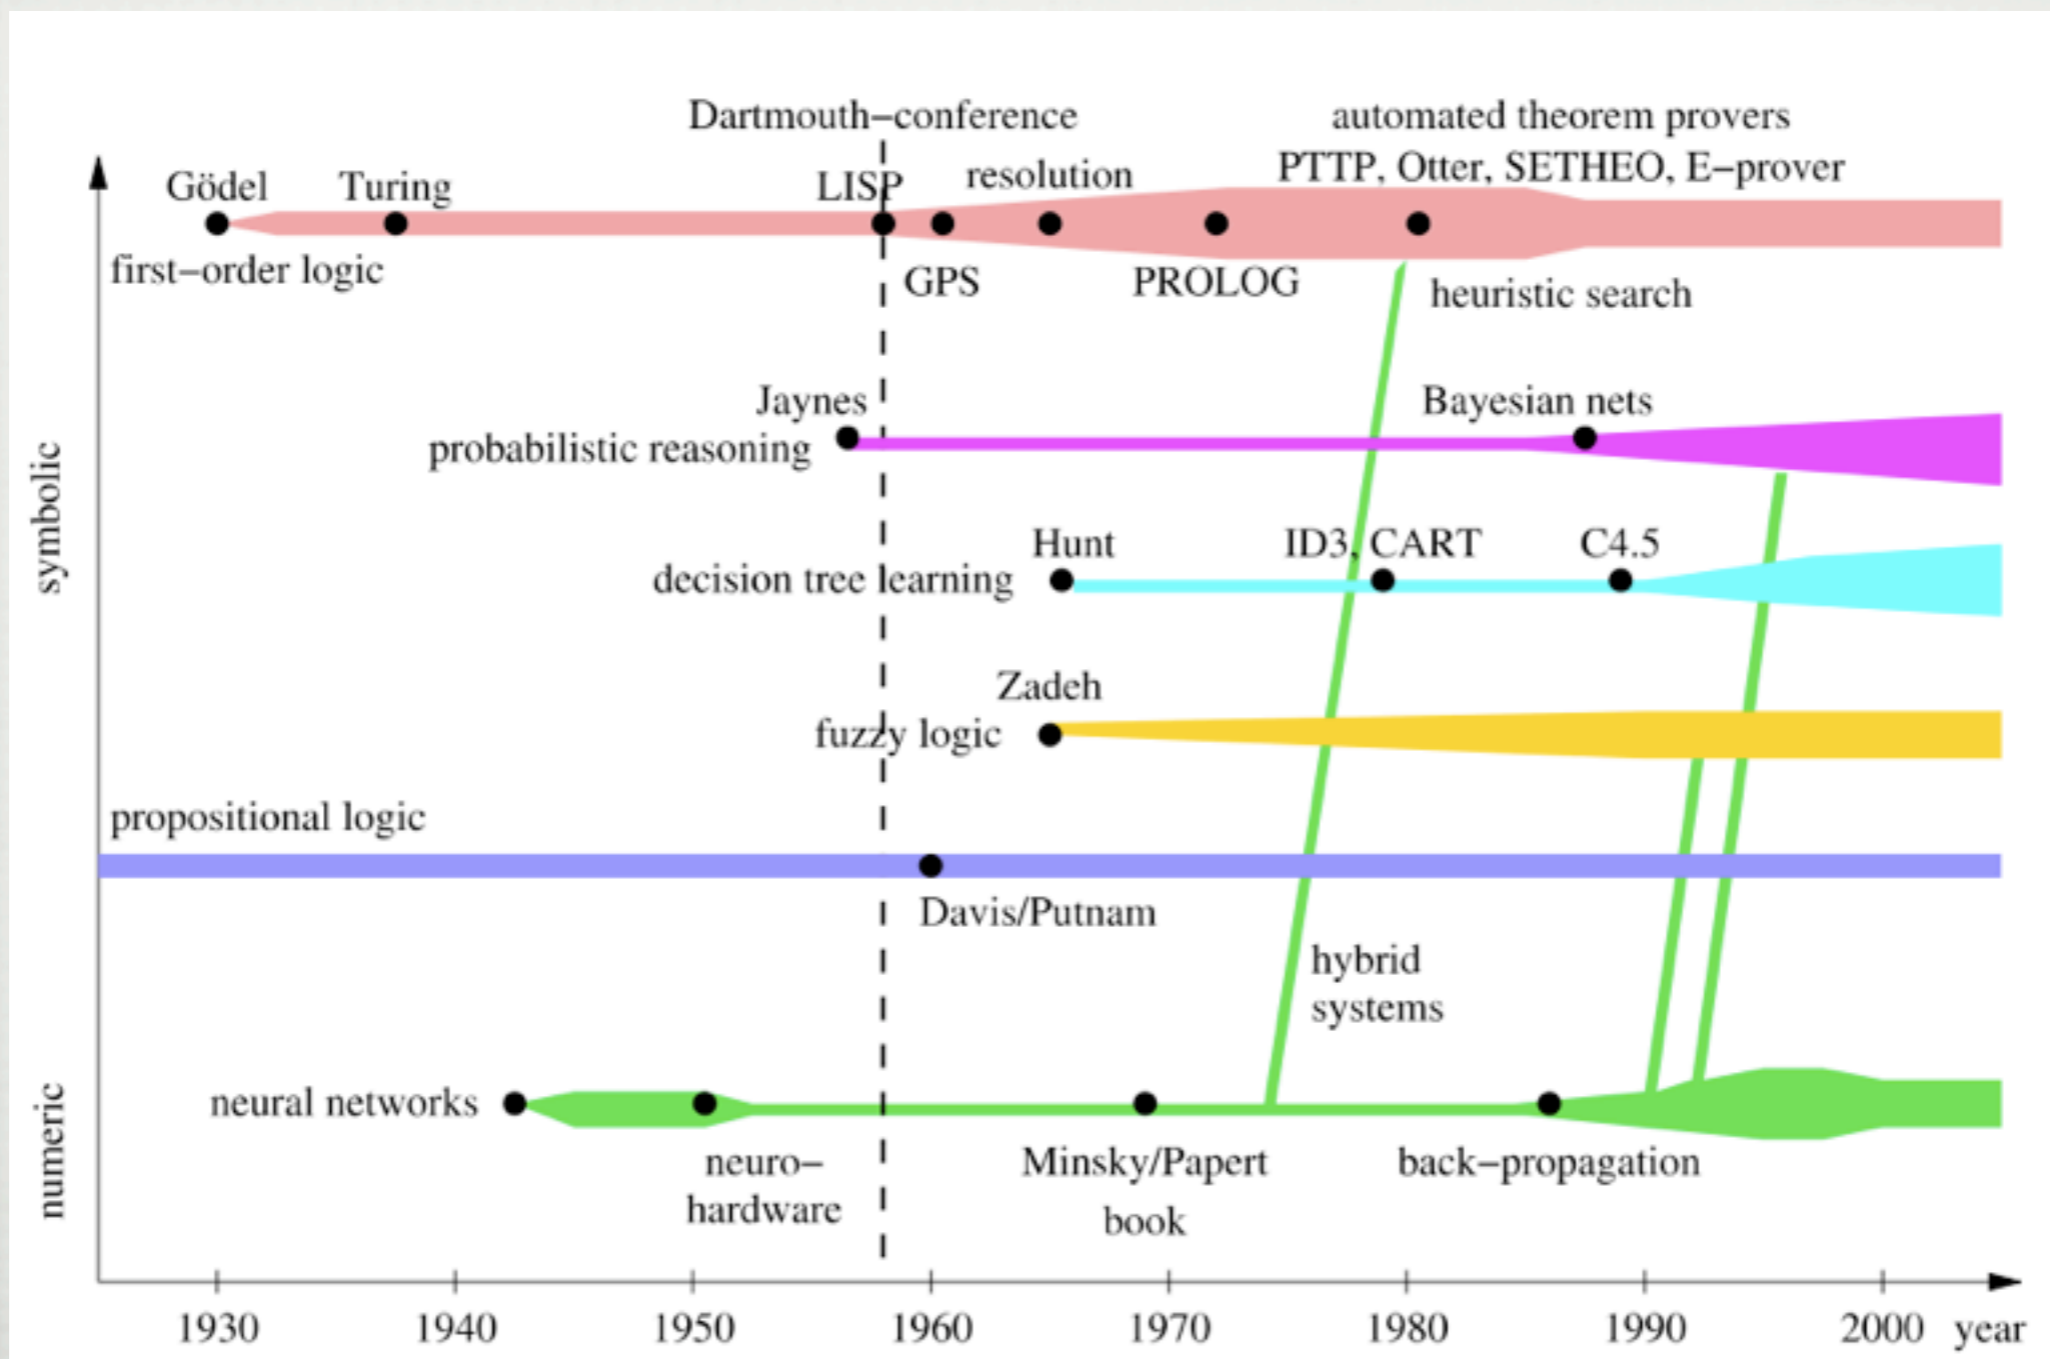 Dartmouth–conference
automated theorem provers
PTTP, Otter, SETHEO, E–prover
Gödel
Turing
LISP
resolution
first–order logic
GPS
PROLOG
heuristic search
Jaynes
Bayesian nets
probabilistic reasoning
symbolic
Hunt
ID3, CART
C4.5
decision tree learning
Zadeh
fuzzy logic
propositional logic
Davis/Putnam
hybrid
systems
numeric
neural networks
neuro–
hardware
Minsky/Papert
book
back–propagation
1930
1940
1950
1960
1970
1980
1990
2000
year